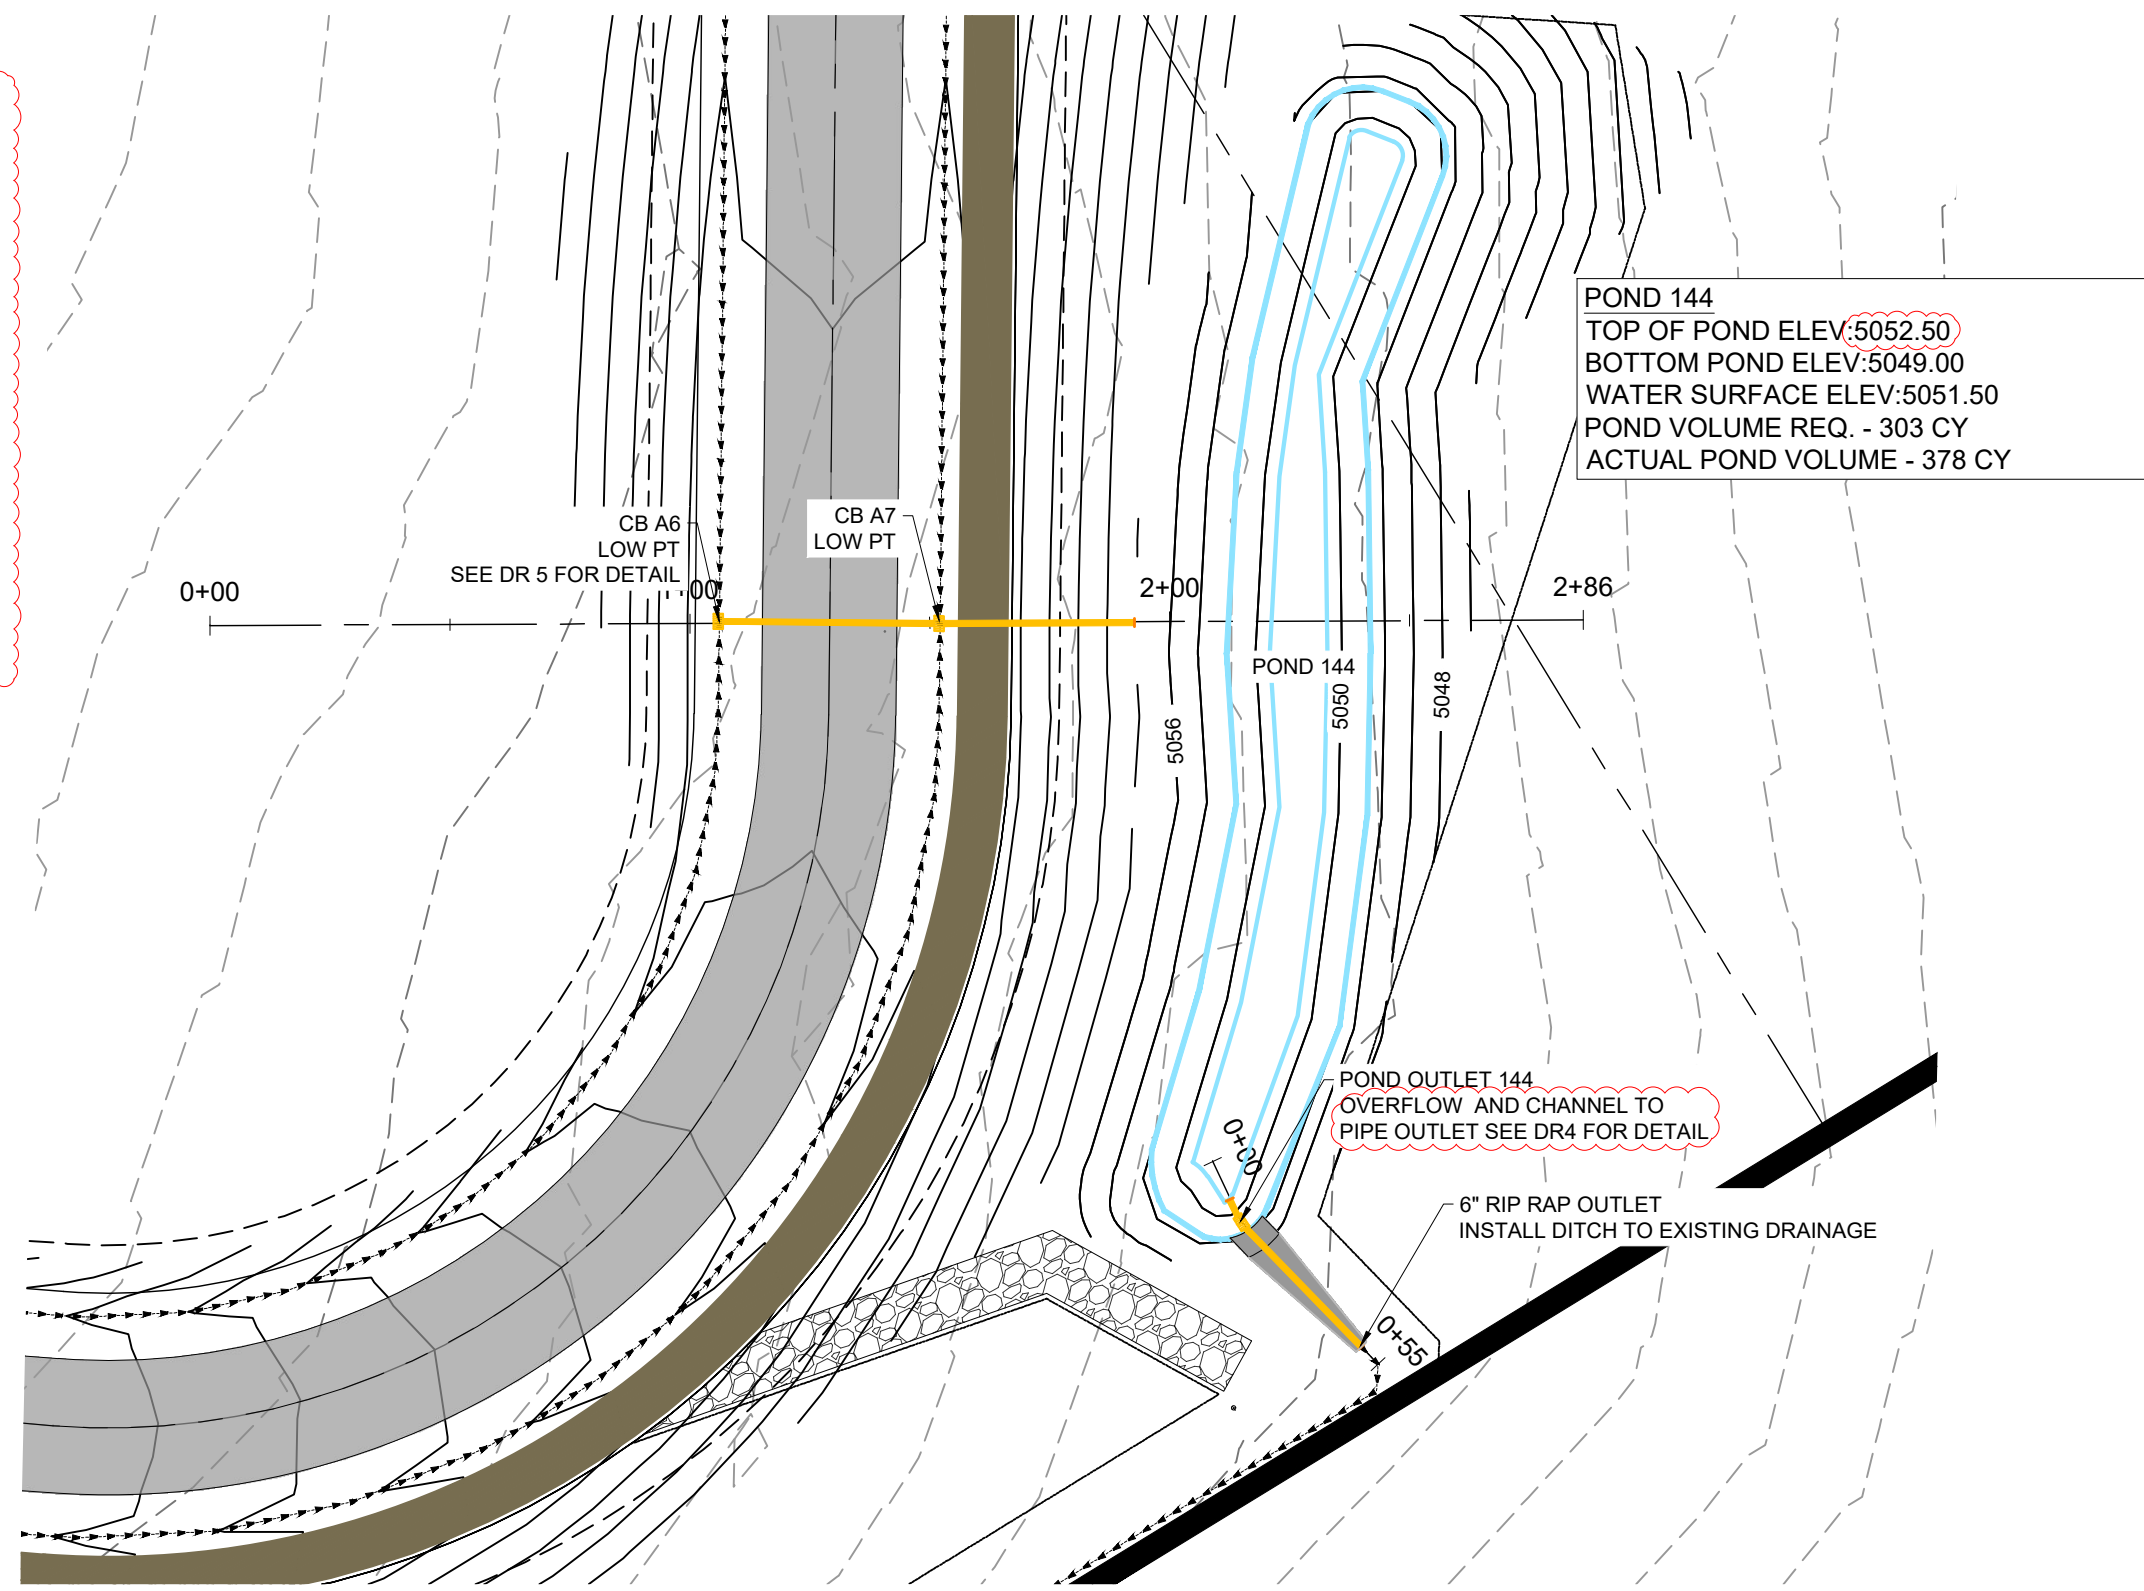 POND 144
TOP OF POND ELEV:5052.50
BOTTOM POND ELEV:5049.00
WATER SURFACE ELEV:5051.50
POND VOLUME REQ. - 303 CY
ACTUAL POND VOLUME - 378 CY
CB A6
LOW PT
SEE DR 5 FOR DETAIL
CB A7
LOW PT
0+00
+00
2+00
2+86
POND 144
5056
5050
5048
POND OUTLET 144
OVERFLOW AND CHANNEL TO
PIPE OUTLET SEE DR4 FOR DETAIL
0+00
6" RIP RAP OUTLET
INSTALL DITCH TO EXISTING DRAINAGE
0+55